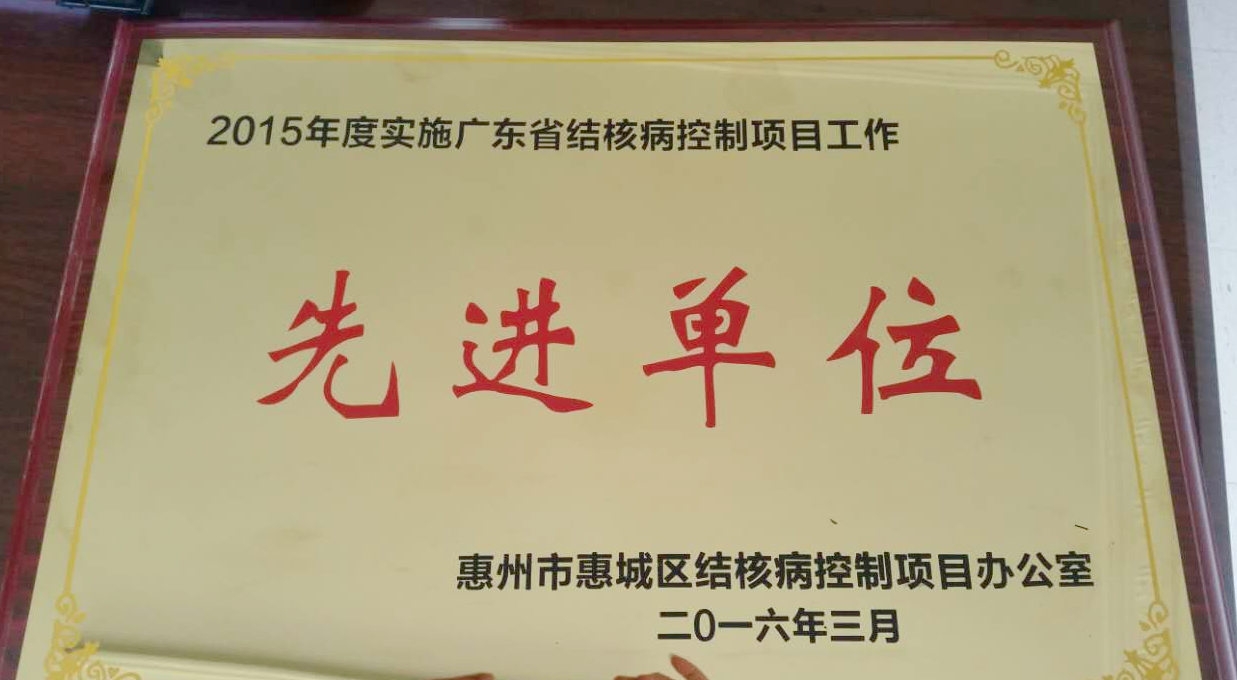 2015年度实施广东省结核病控制项目工作
先进单位
惠州市惠城区结核病控制项目办公室
二0一六年三月